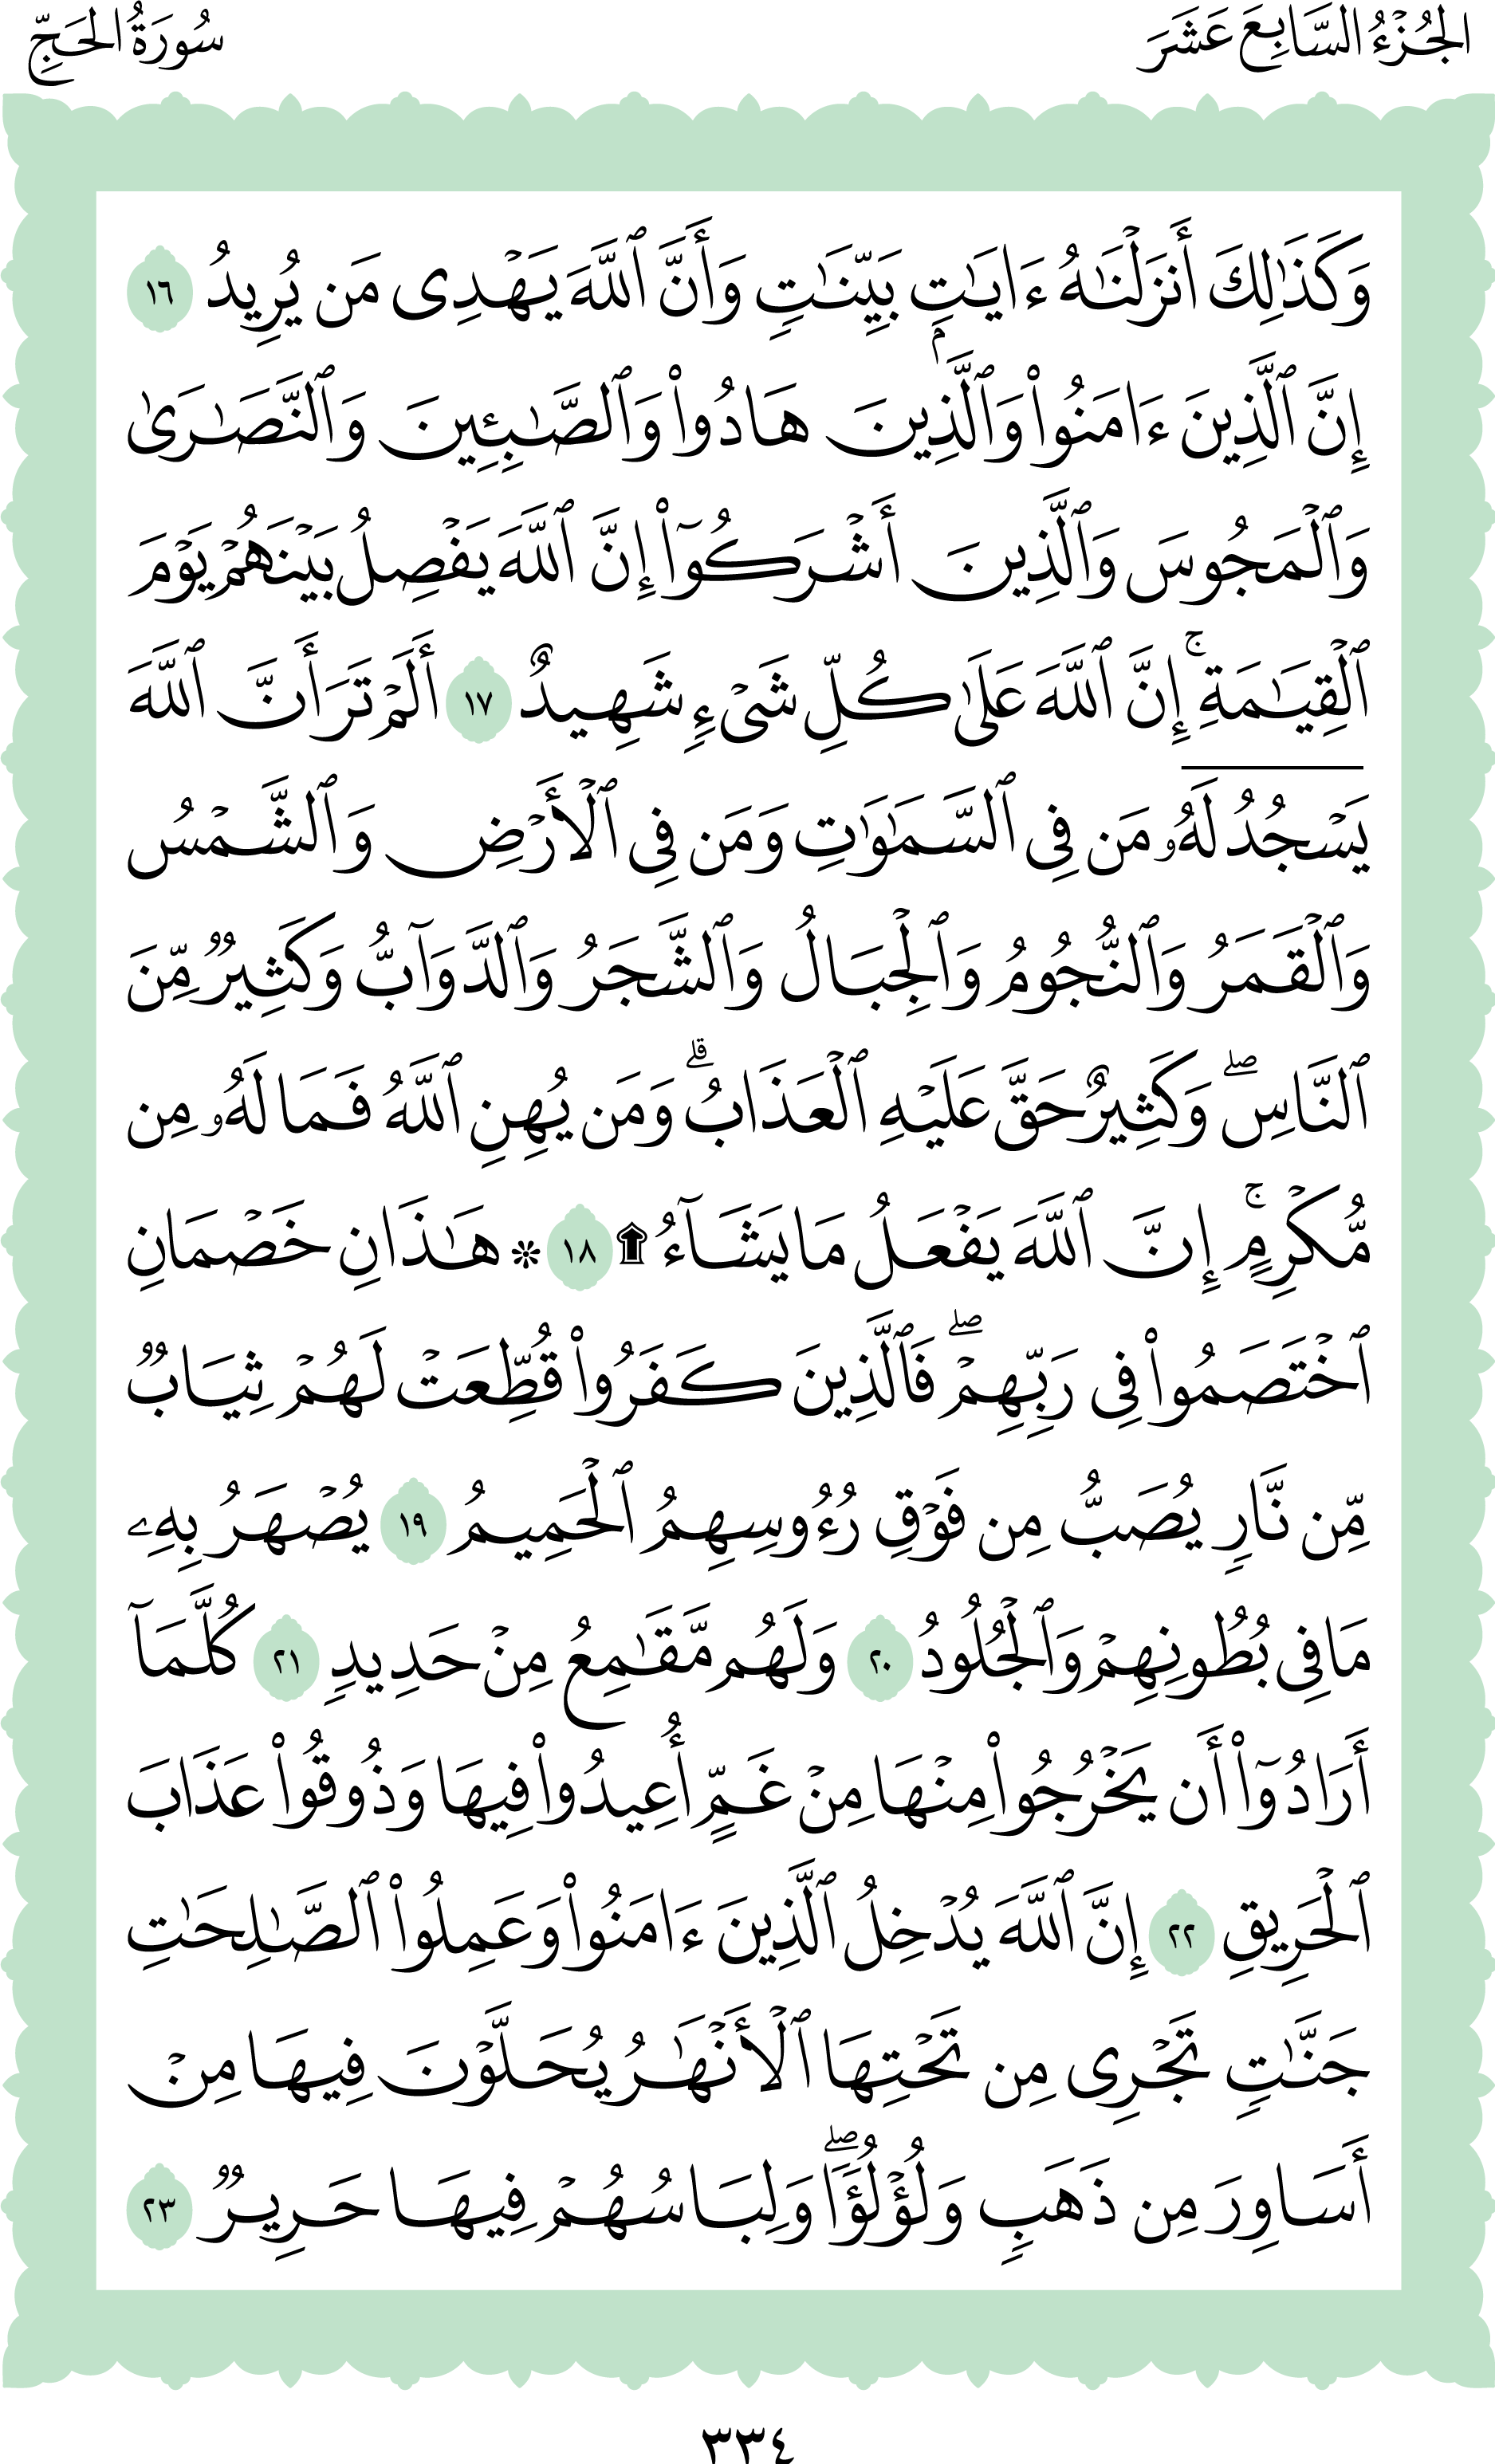 الجُزْءُ السَّابِعَ عَشَرَ
سُورَةُ الحَجِّ
وَكَذَٰلِكَ أَنزَلۡنَٰهُ ءَايَٰتِۭ بَيِّنَٰتٖ وَأَنَّ ٱللَّهَ يَهۡدِي مَن يُرِيدُ ١٦
إِنَّ ٱلَّذِينَ ءَامَنُواْ وَٱلَّذِينَ هَادُواْ وَٱلصَّٰبِـِٔينَ وَٱلنَّصَٰرَىٰ
وَٱلۡمَجُوسَ وَٱلَّذِينَ أَشۡرَكُوٓاْ إِنَّ ٱللَّهَ يَفۡصِلُ بَيۡنَهُمۡ يَوۡمَ
ٱلۡقِيَٰمَةِۚ إِنَّ ٱللَّهَ عَلَىٰ كُلِّ شَيۡءٖ شَهِيدٌ ١٧ أَلَمۡ تَرَ أَنَّ ٱللَّهَ
يَسۡجُدُ لَهُۥ مَن فِي ٱلسَّمَٰوَٰتِ وَمَن فِي ٱلۡأَرۡضِ وَٱلشَّمۡسُ
وَٱلۡقَمَرُ وَٱلنُّجُومُ وَٱلۡجِبَالُ وَٱلشَّجَرُ وَٱلدَّوَآبُّ وَكَثِيرٞ مِّنَ
ٱلنَّاسِۖ وَكَثِيرٌ حَقَّ عَلَيۡهِ ٱلۡعَذَابُۗ وَمَن يُهِنِ ٱللَّهُ فَمَا لَهُۥ مِن
مُّكۡرِمٍۚ إِنَّ ٱللَّهَ يَفۡعَلُ مَا يَشَآءُ۩ ١٨ ۞ هَٰذَانِ خَصۡمَانِ
ٱخۡتَصَمُواْ فِي رَبِّهِمۡۖ فَٱلَّذِينَ كَفَرُواْ قُطِّعَتۡ لَهُمۡ ثِيَابٞ
مِّن نَّارٖ يُصَبُّ مِن فَوۡقِ رُءُوسِهِمُ ٱلۡحَمِيمُ ١٩ يُصۡهَرُ بِهِۦ
مَا فِي بُطُونِهِمۡ وَٱلۡجُلُودُ ٢٠ وَلَهُم مَّقَٰمِعُ مِنۡ حَدِيدٖ ٢١ كُلَّمَآ
أَرَادُوٓاْ أَن يَخۡرُجُواْ مِنۡهَا مِنۡ غَمٍّ أُعِيدُواْ فِيهَا وَذُوقُواْ عَذَابَ
ٱلۡحَرِيقِ ٢٢ إِنَّ ٱللَّهَ يُدۡخِلُ ٱلَّذِينَ ءَامَنُواْ وَعَمِلُواْ ٱلصَّٰلِحَٰتِ
جَنَّٰتٖ تَجۡرِي مِن تَحۡتِهَا ٱلۡأَنۡهَٰرُ يُحَلَّوۡنَ فِيهَا مِنۡ
أَسَاوِرَ مِن ذَهَبٖ وَلُؤۡلُؤٗاۖ وَلِبَاسُهُمۡ فِيهَا حَرِيرٞ ٢٣
٣٣٤